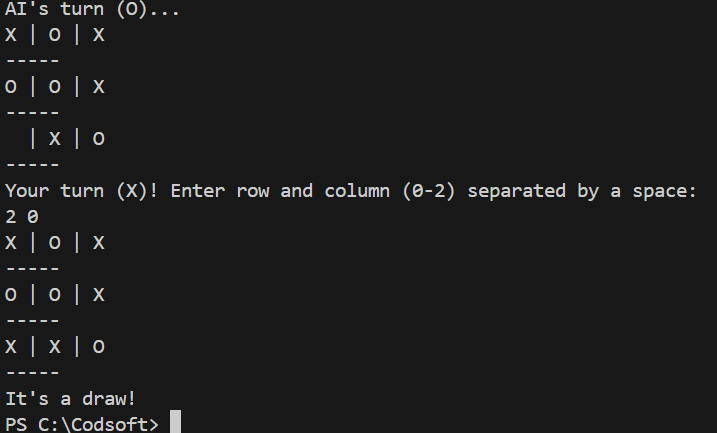 AI's turn (O)...
X | O | X
-----
O | O | X
-----
  | X | O
-----
Your turn (X)! Enter row and column (0-2) separated by a space:
2 0
X | O | X
-----
O | O | X
-----
X | X | O
-----
It's a draw!
PS C:\Codsoft>